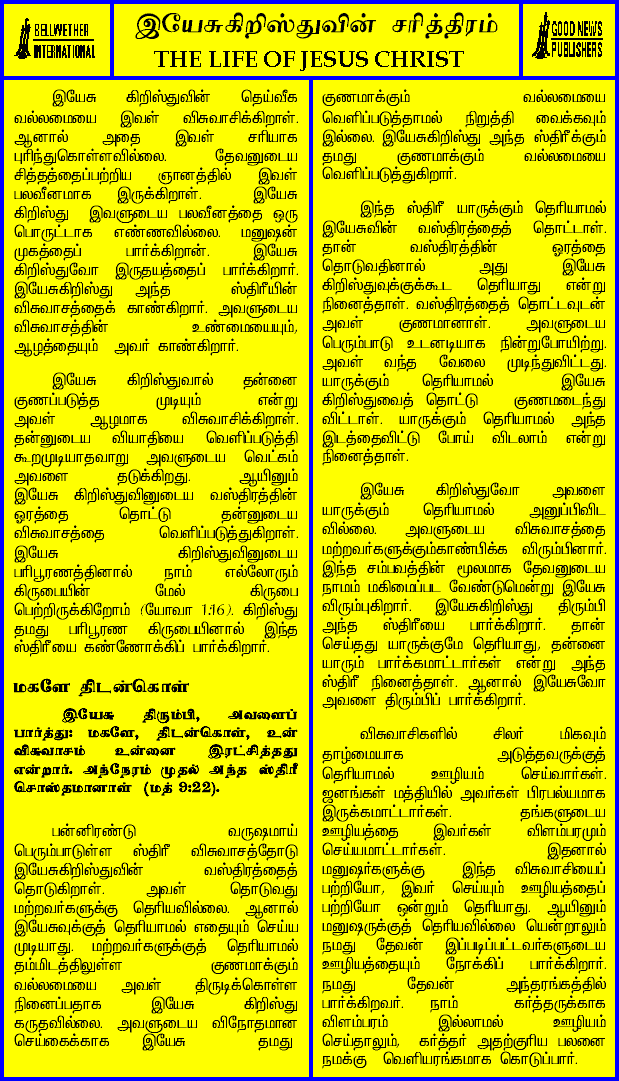 BELLWETHER
INTERNATIONAL
இயேசுகிறிஸ்துவின் சரித்திரம்
THE LIFE OF JESUS CHRIST
GOOD NEWS
PUBLISHERS
இயேசு கிறிஸ்துவின் தெய்வீக
வல்லமையை இவள் விசுவாசிக்கிறாள்.
ஆனால் அதை இவள் சரியாக
புரிந்துகொள்ளவில்லை. தேவனுடைய
சித்தத்தைப்பற்றிய ஞானத்தில் இவள்
பலவீனமாக இருக்கிறாள். இயேசு
கிறிஸ்து இவளுடைய பலவீனத்தை ஒரு
பொருட்டாக எண்ணவில்லை. மனுஷன்
முகத்தைப் பார்க்கிறான். இயேசு
கிறிஸ்துவோ இருதயத்தைப் பார்க்கிறார்.
இயேசுகிறிஸ்து அந்த ஸ்திரீயின்
விசுவாசத்தைக் காண்கிறார். அவளுடைய
விசுவாசத்தின் உண்மையையும்,
ஆழத்தையும் அவர் காண்கிறார்.
இயேசு கிறிஸ்துவால் தன்னை
குணப்படுத்த முடியும் என்று
அவள் ஆழமாக விசுவாசிக்கிறாள்.
தன்னுடைய வியாதியை வெளிப்படுத்தி
கூறமுடியாதவாறு அவளுடைய வெட்கம்
அவளை தடுக்கிறது. ஆயினும்
இயேசு கிறிஸ்துவினுடைய வஸ்திரத்தின்
ஓரத்தை தொட்டு தன்னுடைய
விசுவாசத்தை வெளிப்படுத்துகிறாள்.
இயேசு கிறிஸ்துவினுடைய
பரிபூரணத்தினால் நாம் எல்லோரும்
கிருபையின் மேல் கிருபை
பெற்றிருக்கிறோம் (யோவா 1:16). கிறிஸ்து
தமது பரிபூரண கிருபையினால் இந்த
ஸ்திரீயை கண்ணோக்கிப் பார்க்கிறார்.
மகளே திடன்கொள்
இயேசு திரும்பி, அவளைப்
பார்த்து: மகளே, திடன்கொள், உன்
விசுவாசம் உன்னை இரட்சித்தது
என்றார். அந்நேரம் முதல் அந்த ஸ்திரீ
சொஸ்தமானாள் (மத் 9:22).
பன்னிரண்டு வருஷமாய்
பெரும்பாடுள்ள ஸ்திரீ விசுவாசத்தோடு
இயேசுகிறிஸ்துவின் வஸ்திரத்தைத்
தொடுகிறாள். அவள் தொடுவது
மற்றவர்களுக்கு தெரியவில்லை. ஆனால்
இயேசுவுக்குத் தெரியாமல் எதையும் செய்ய
முடியாது. மற்றவர்களுக்குத் தெரியாமல்
தம்மிடத்திலுள்ள குணமாக்கும்
வல்லமையை அவள் திருடிக்கொள்ள
நினைப்பதாக இயேசு கிறிஸ்து
கருதவில்லை. அவளுடைய விநோதமான
செய்கைக்காக இயேசு தமது
குணமாக்கும் வல்லமையை
வெளிப்படுத்தாமல் நிறுத்தி வைக்கவும்
இல்லை. இயேசுகிறிஸ்து அந்த ஸ்திரீக்கும்
தமது குணமாக்கும் வல்லமையை
வெளிப்படுத்துகிறார்.
இந்த ஸ்திரீ யாருக்கும் தெரியாமல்
இயேசுவின் வஸ்திரத்தைத் தொட்டாள்.
தான் வஸ்திரத்தின் ஓரத்தை
தொடுவதினால் அது இயேசு
கிறிஸ்துவுக்குக்கூட தெரியாது என்று
நினைத்தாள். வஸ்திரத்தைத் தொட்டவுடன்
அவள் குணமானாள். அவளுடைய
பெரும்பாடு உடனடியாக நின்றுபோயிற்று.
அவள் வந்த வேலை முடிந்துவிட்டது.
யாருக்கும் தெரியாமல் இயேசு
கிறிஸ்துவைத் தொட்டு குணமடைந்து
விட்டாள். யாருக்கும் தெரியாமல் அந்த
இடத்தைவிட்டு போய் விடலாம் என்று
நினைத்தாள்.
இயேசு கிறிஸ்துவோ அவளை
யாருக்கும் தெரியாமல் அனுப்பிவிட
வில்லை. அவளுடைய விசுவாசத்தை
மற்றவர்களுக்கும்காண்பிக்க விரும்பினார்.
இந்த சம்பவத்தின் மூலமாக தேவனுடைய
நாமம் மகிமைப்பட வேண்டுமென்று இயேசு
விரும்புகிறார். இயேசுகிறிஸ்து திரும்பி
அந்த ஸ்திரீயை பார்க்கிறார். தான்
செய்தது யாருக்குமே தெரியாது, தன்னை
யாரும் பார்க்கமாட்டார்கள் என்று அந்த
ஸ்திரீ நினைத்தாள். ஆனால் இயேசுவோ
அவளை திரும்பிப் பார்க்கிறார்.
விசுவாசிகளில் சிலர் மிகவும்
தாழ்மையாக அடுத்தவருக்குத்
தெரியாமல் ஊழியம் செய்வார்கள்.
ஜனங்கள் மத்தியில் அவர்கள் பிரபல்யமாக
இருக்கமாட்டார்கள். தங்களுடைய
ஊழியத்தை இவர்கள் விளம்பரமும்
செய்யமாட்டார்கள். இதனால்
மனுஷர்களுக்கு இந்த விசுவாசியைப்
பற்றியோ, இவர் செய்யும் ஊழியத்தைப்
பற்றியோ ஒன்றும் தெரியாது. ஆயினும்
மனுஷருக்குத் தெரியவில்லை யென்றாலும்
நமது தேவன் இப்படிப்பட்டவர்களுடைய
ஊழியத்தையும் நோக்கிப் பார்க்கிறார்.
நமது தேவன் அந்தரங்கத்தில்
பார்க்கிறவர். நாம் கர்த்தருக்காக
விளம்பரம் இல்லாமல் ஊழியம்
செய்தாலும், கர்த்தர் அதற்குரிய பலனை
நமக்கு வெளியரங்கமாக கொடுப்பார்.